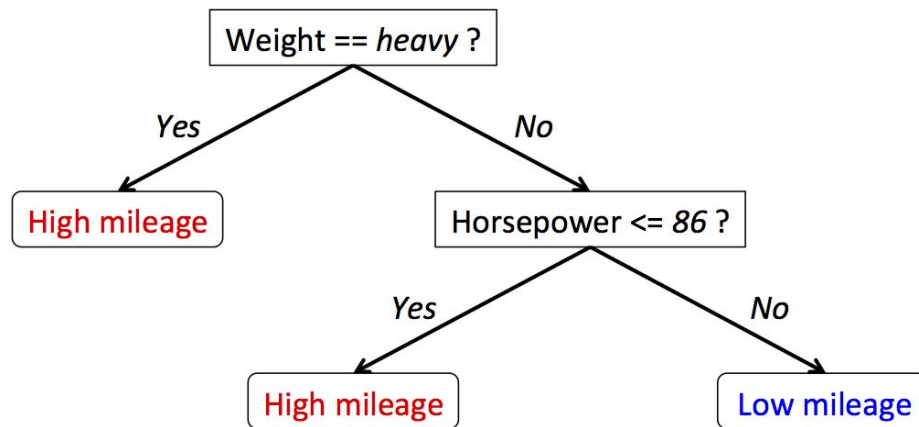 Weight == heavy ?
Yes
No
High mileage
Horsepower <= 86 ?
Yes
No
High mileage
Low mileage